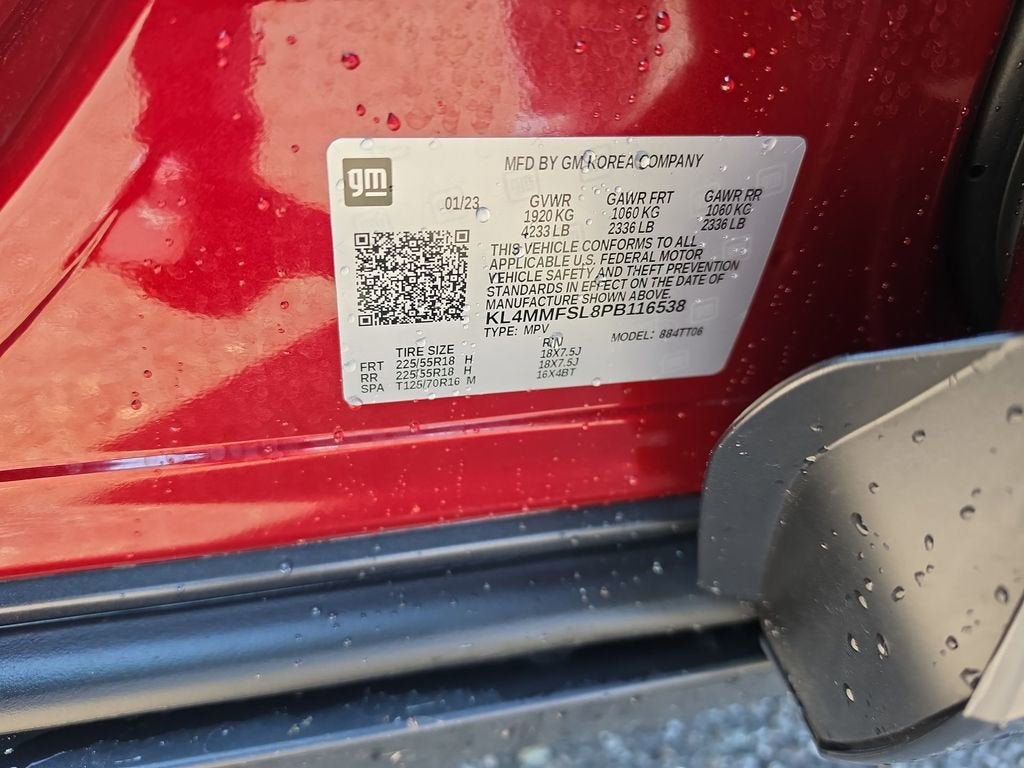 gm
MFD BY GM KOREA COMPANY
01/23
GVWR GAWR FRT GAWR RR
1920 KG 1060 KG 1060 KG
4233 LB 2336 LB 2336 LB
THIS VEHICLE CONFORMS TO ALL
APPLICABLE U.S. FEDERAL MOTOR
VEHICLE SAFETY AND THEFT PREVENTION
STANDARDS IN EFFECT ON THE DATE OF
MANUFACTURE SHOWN ABOVE.
KL4MMFSL8PB116538
TYPE: MPV MODEL: 884TT06
TIRE SIZE
FRT 225/55R18 H 18X7.5J
RR 225/55R18 H 18X7.5J
SPA T125/70R16 M 16X4BT